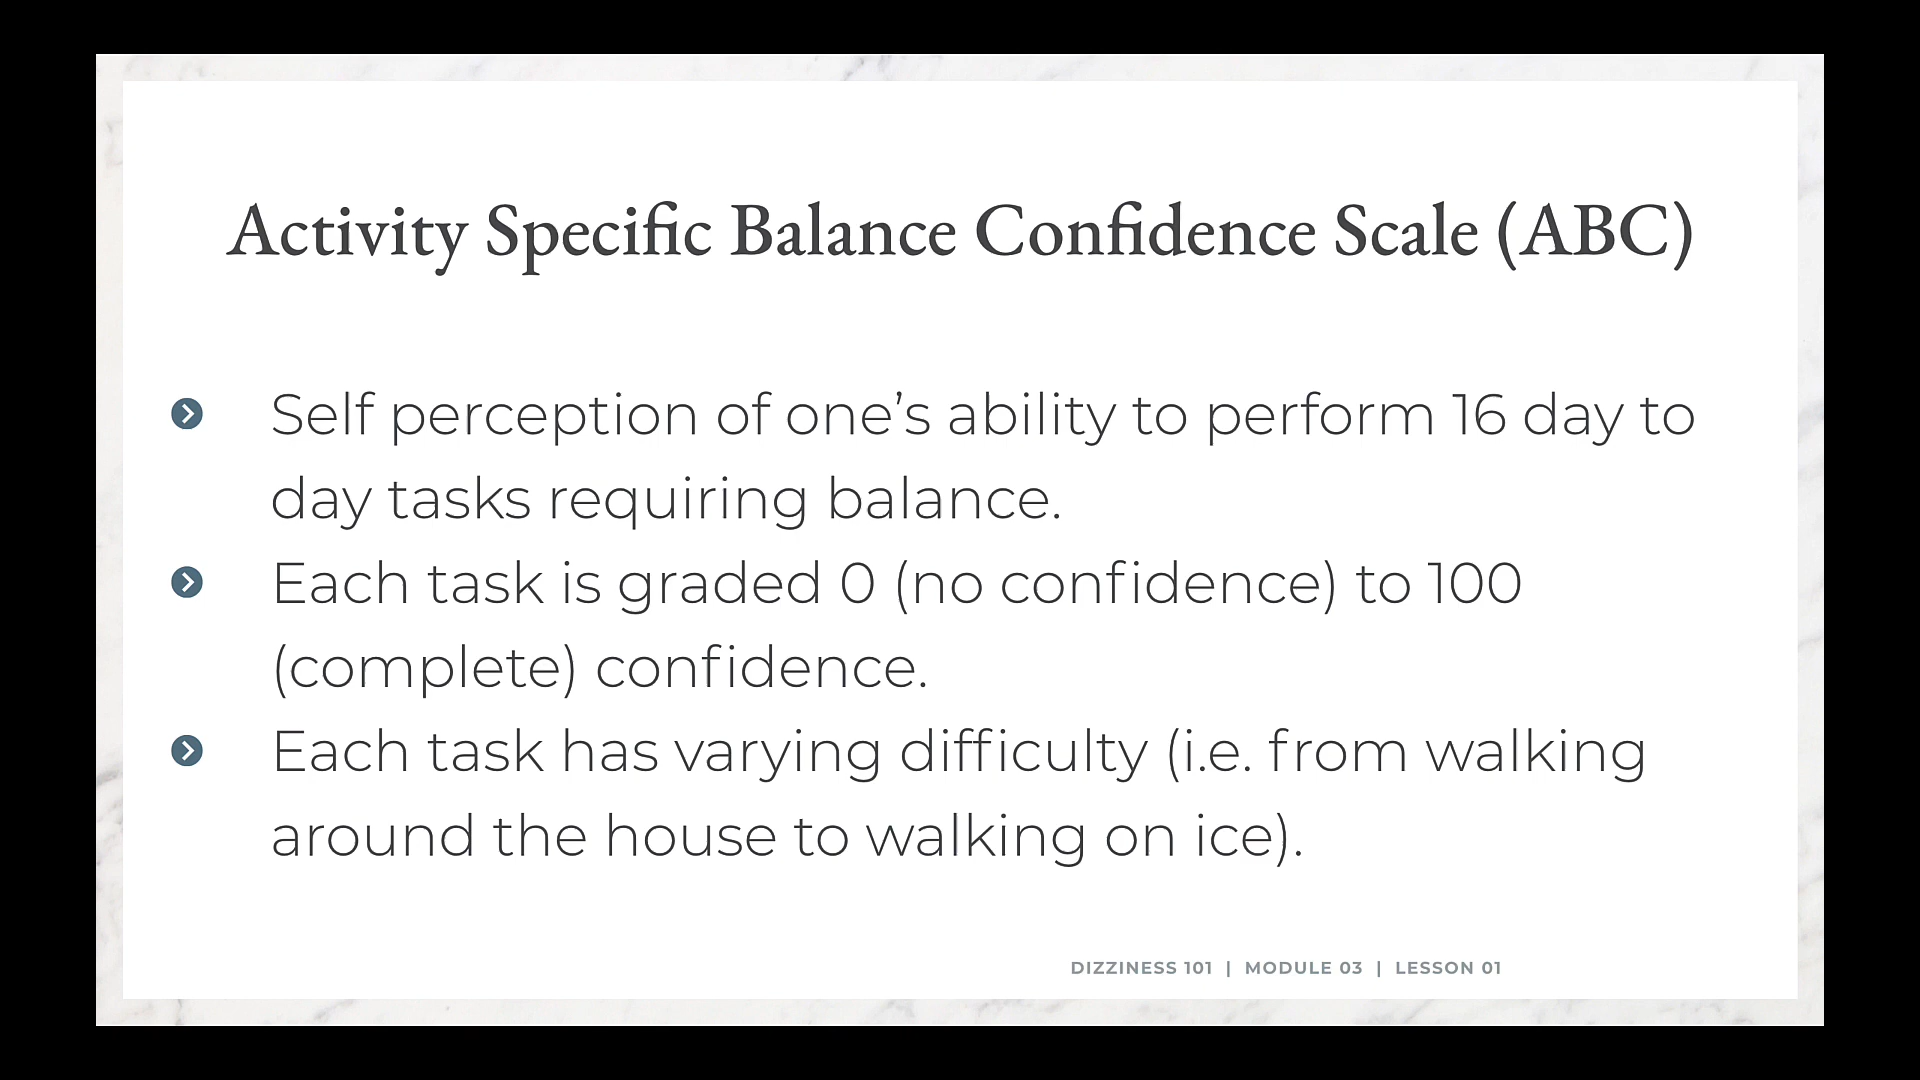 Activity Specific Balance Confidence Scale (ABC)
Self perception of one’s ability to perform 16 day to
day tasks requiring balance.
Each task is graded 0 (no confidence) to 100
(complete) confidence.
Each task has varying difficulty (i.e. from walking
around the house to walking on ice).
DIZZINESS 101 | MODULE 03 | LESSON 01